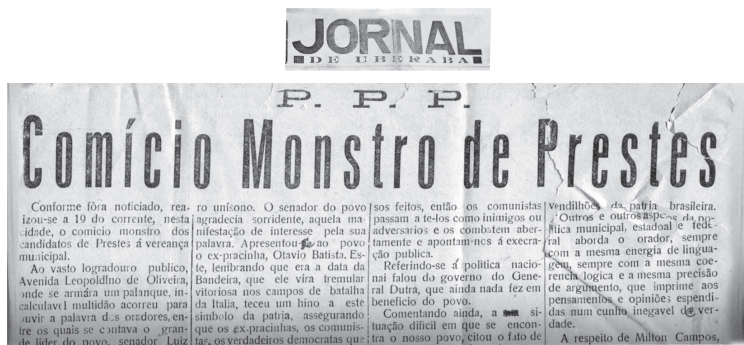 JORNAL
DE UBERABA
P. P. P.
Comício Monstro de Prestes
Conforme fôra noticiado, rea-
izou-se a 19 do corrente, nesta
cidade, o comicio monstro dos
candidatos de Prestes á vereança
municipal.
Ao vasto logradouro publico,
Avenida Leopoldino de Oliveira,
onde se armára um palanque, in-
calculavel multidão acorreu para
ouvir a palavra dos oradores, en-
tre os quais se contava o gran-
de lider do povo, senador Luiz
ro unisono. O senador do povo
agradecia sorridente, aquela ma-
nifestação de interesse pela sua
palavra. Apresentou ao povo
o ex-pracinha, Otavio Batista. Es-
te, lembrando que era a data da
Bandeira, que ele vira tremular
vitoriosa nos campos de batalha
da Italia, teceu um hino a este
simbolo da patria, assegurando
que os ex-pracinhas, os comunis-
tas, os verdadeiros democratas que
sos feitos, então os comunistas
passam a te-los como inimigos ou
adversarios e os combatem aber-
tamente e apontam-nos á execra-
ção publica.
Referindo-se á politica nacio-
nai falou do governo do General
Dutra, que ainda nada fez em
beneficio do povo.
Comentando ainda, a si-
tuação dificil em que se encon-
tra o nosso povo, citou o fato de
vendilhões da patria brasileira.
Outros e outros aspec da po-
litica municipal, estadoal e fede-
ral aborda o orador, sempre
com a mesma energia de lingua-
gem, sempre com a mesma coe-
rencia logica e a mesma precisão
de argumento, que imprime aos
pensamentos e opiniões espendi-
das num cunho inegavel de ver-
dade.
A respeito de Milton Campos,